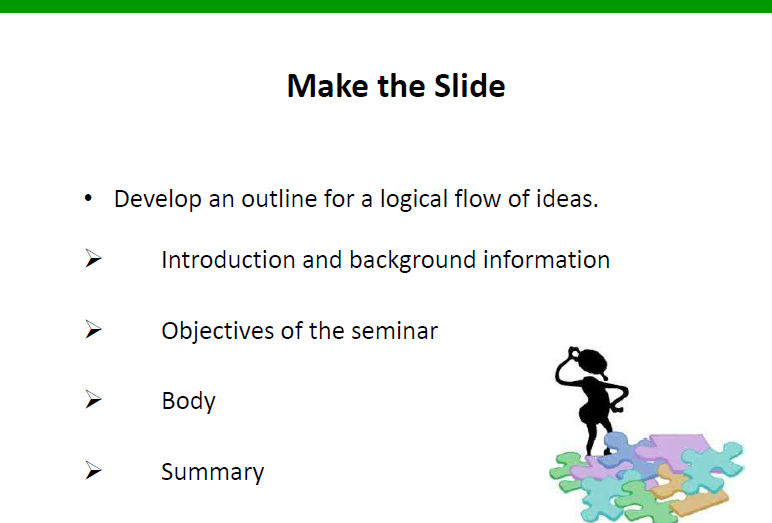 Make the Slide
• Develop an outline for a logical flow of ideas.
➢ Introduction and background information
➢ Objectives of the seminar
➢ Body
➢ Summary